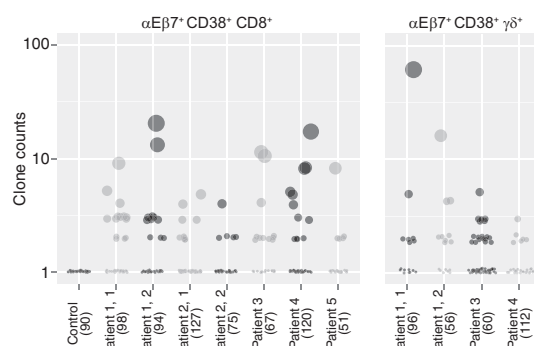 αEβ7⁺ CD38⁺ CD8⁺
αEβ7⁺ CD38⁺ γδ⁺
100
10
1
Clone counts
Control
(90)
atient 1, 1
(98)
atient 1, 2
(94)
atient 2, 1
(127)
atient 2, 2
(75)
Patient 3
(67)
Patient 4
(120)
Patient 5
(51)
atient 1, 1
(96)
atient 1, 2
(56)
Patient 3
(60)
Patient 4
(112)